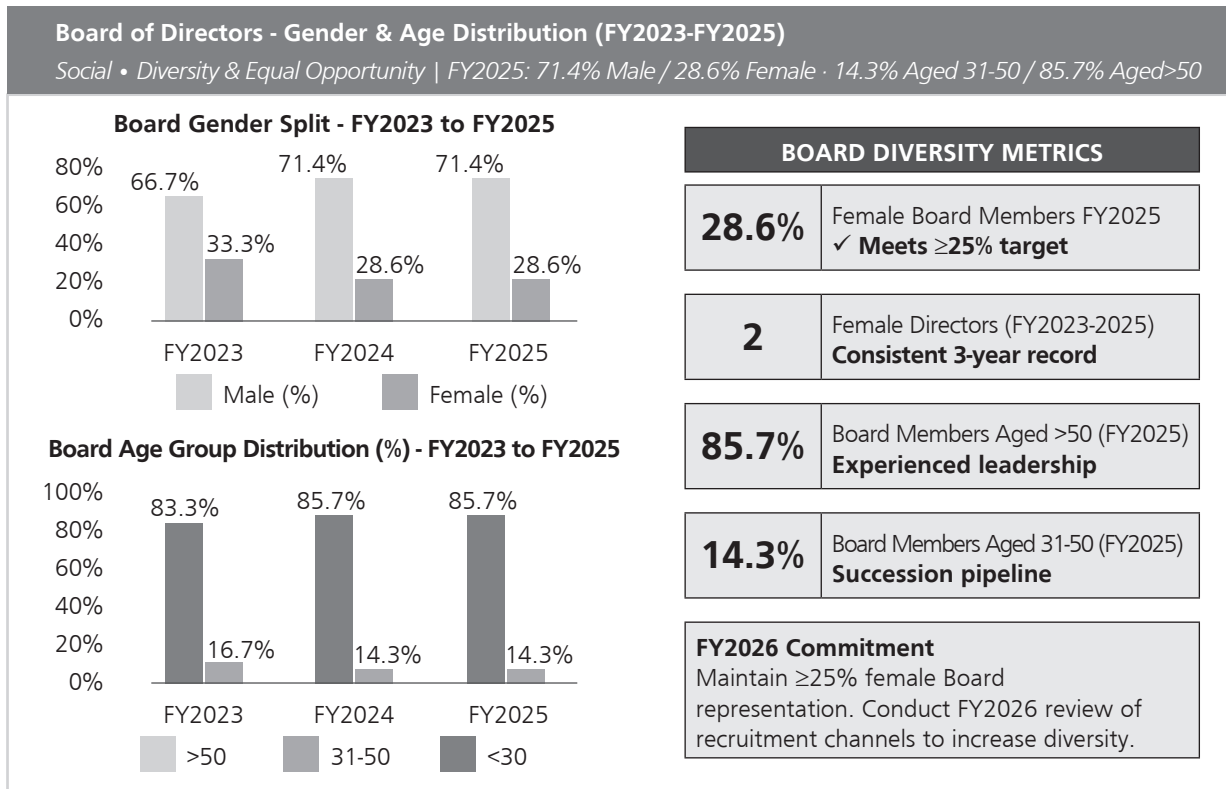 Board of Directors - Gender & Age Distribution (FY2023-FY2025)
Social • Diversity & Equal Opportunity | FY2025: 71.4% Male / 28.6% Female · 14.3% Aged 31-50 / 85.7% Aged>50
Board Gender Split - FY2023 to FY2025
80%
60%
40%
20%
0%
66.7%
33.3%
71.4%
28.6%
71.4%
28.6%
FY2023
FY2024
FY2025
Male (%)
Female (%)
Board Age Group Distribution (%) - FY2023 to FY2025
100%
80%
60%
40%
20%
0%
83.3%
16.7%
85.7%
14.3%
85.7%
14.3%
FY2023
FY2024
FY2025
>50
31-50
<30
BOARD DIVERSITY METRICS
28.6%
Female Board Members FY2025
✓ Meets ≥25% target
2
Female Directors (FY2023-2025)
Consistent 3-year record
85.7%
Board Members Aged >50 (FY2025)
Experienced leadership
14.3%
Board Members Aged 31-50 (FY2025)
Succession pipeline
FY2026 Commitment
Maintain ≥25% female Board
representation. Conduct FY2026 review of
recruitment channels to increase diversity.